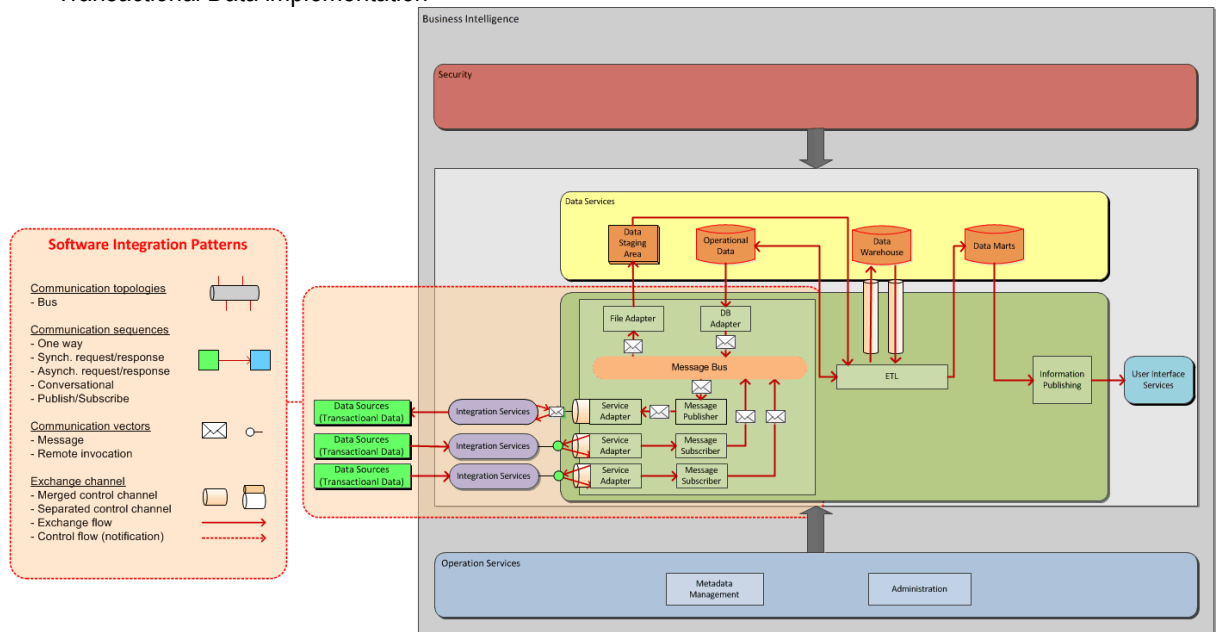 Transactional Data Implementation
Business Intelligence
Security
Data Services
Data
Staging
Area
Operational
Data
Data
Warehouse
Data Marts
Software Integration Patterns
Communication topologies
- Bus
Communication sequences
- One way
- Synch. request/response
- Asynch. request/response
- Conversational
- Publish/Subscribe
Communication vectors
- Message
- Remote invocation
Exchange channel
- Merged control channel
- Separated control channel
- Exchange flow
- Control flow (notification)
File Adapter
DB
Adapter
Message Bus
ETL
Information
Publishing
User Interface
Services
Data Sources
(Transactioanl Data)
Integration Services
Service
Adapter
Message
Publisher
Data Sources
(Transactioanl Data)
Integration Services
Service
Adapter
Message
Subscriber
Data Sources
(Transactioanl Data)
Integration Services
Service
Adapter
Message
Subscriber
Operation Services
Metadata
Management
Administration